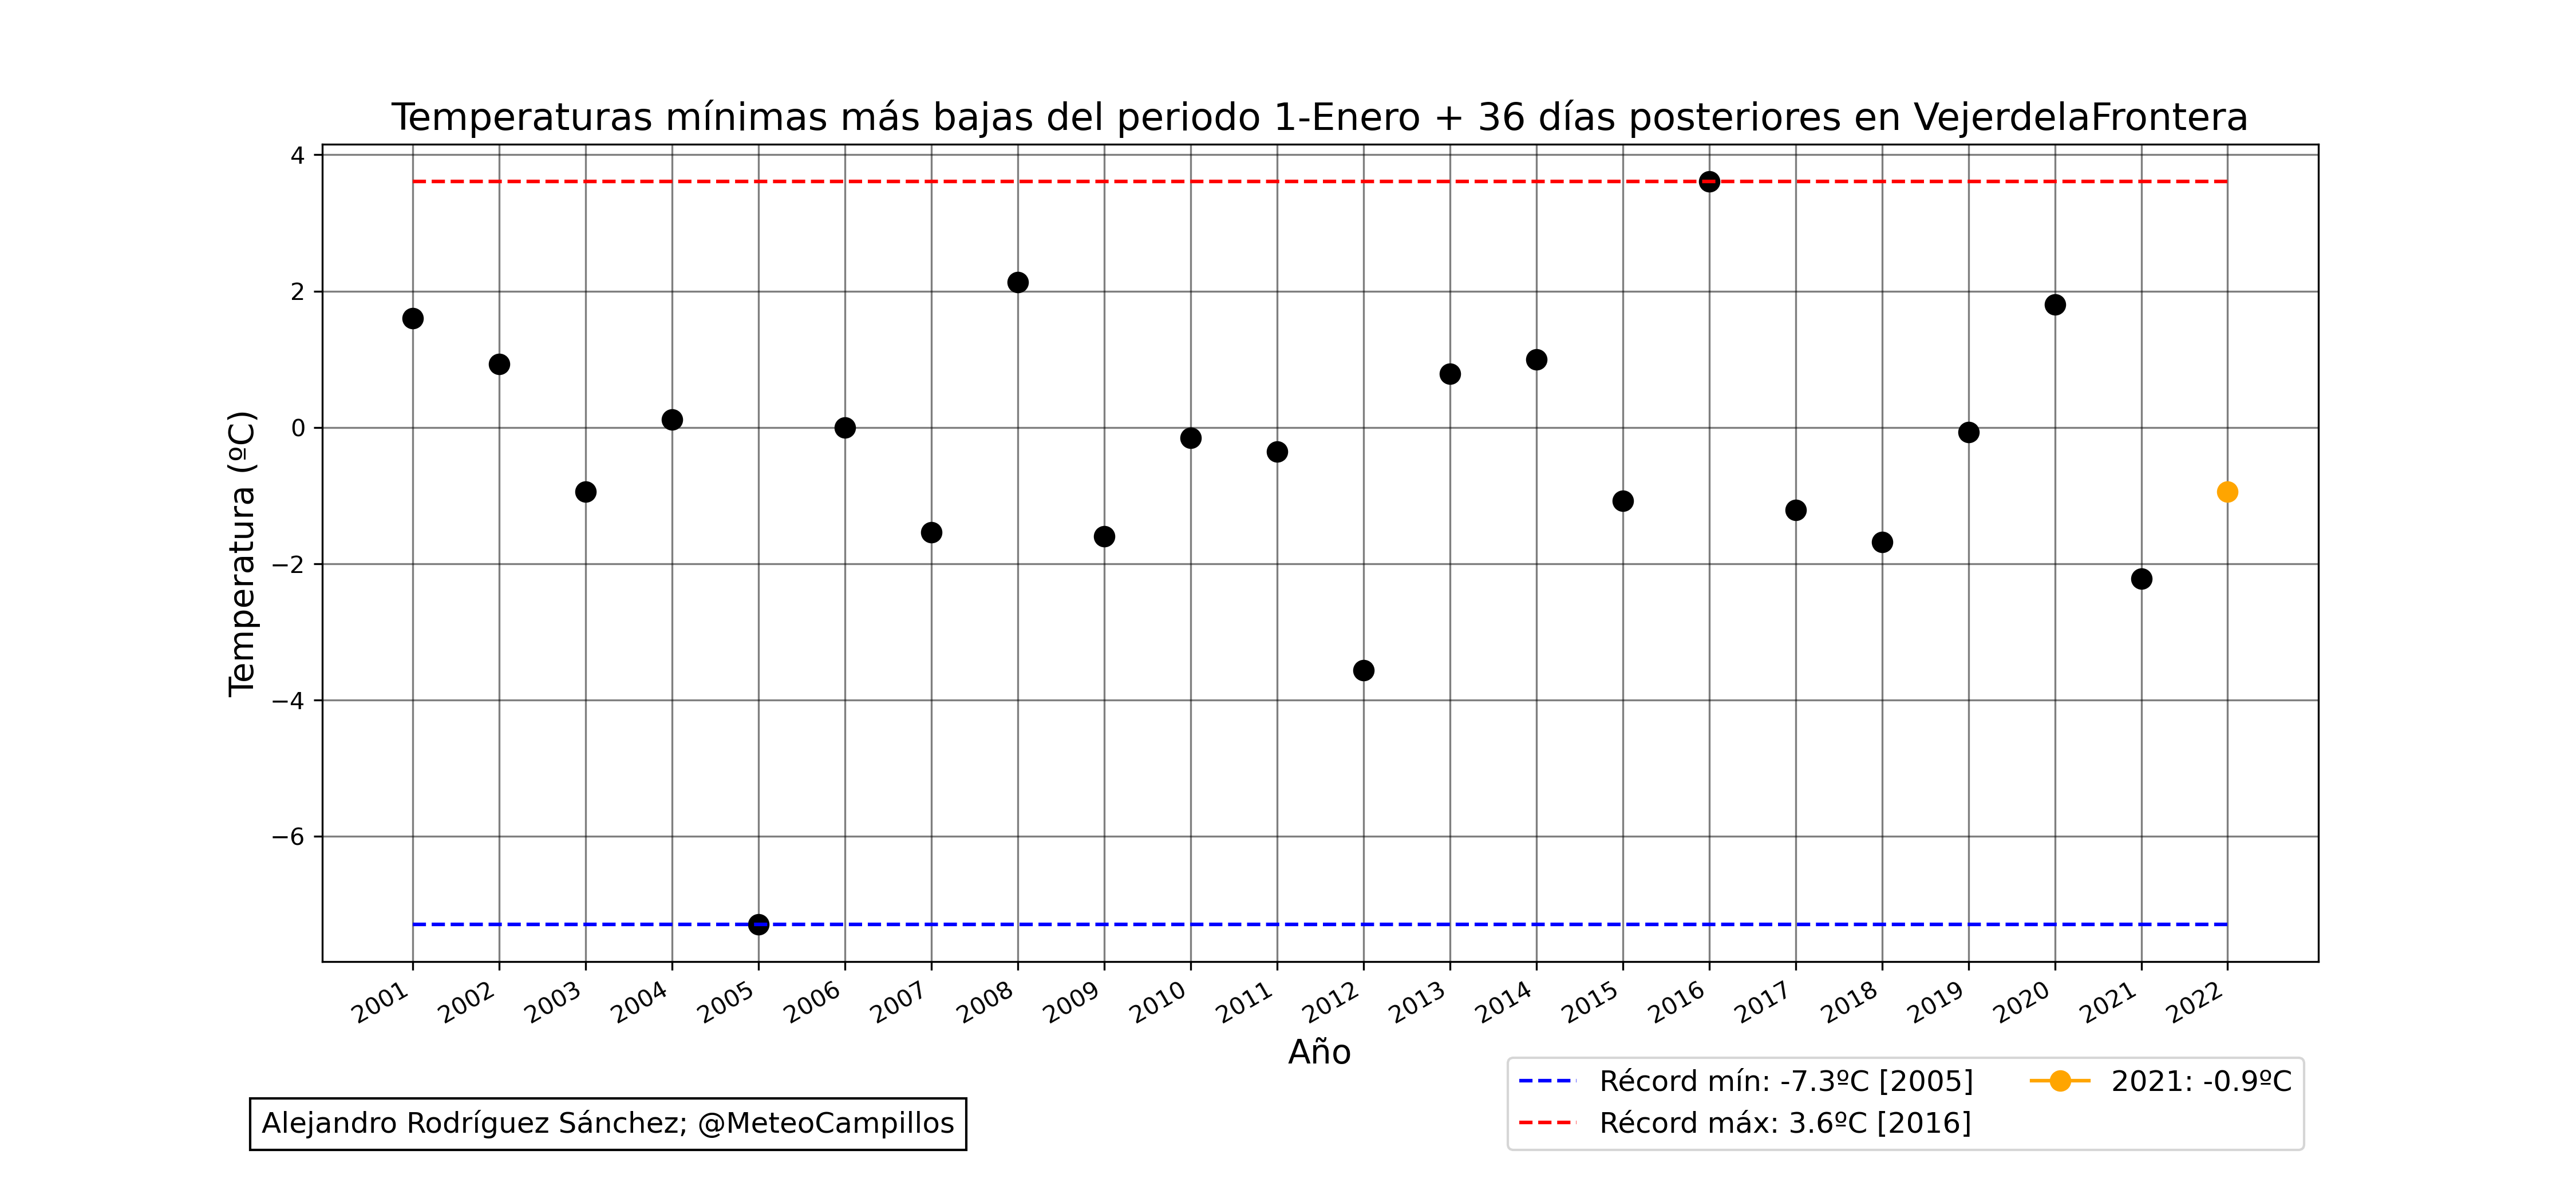 Temperaturas mínimas más bajas del periodo 1-Enero + 36 días posteriores en VejerdelaFrontera
4
2
0
−2
−4
−6
Temperatura (ºC)
2001 2002 2003 2004 2005 2006 2007 2008 2009 2010 2011 2012 2013 2014 2015 2016 2017 2018 2019 2020 2021 2022
Año
Récord mín: -7.3ºC [2005]
Récord máx: 3.6ºC [2016]
2021: -0.9ºC
Alejandro Rodríguez Sánchez; @MeteoCampillos